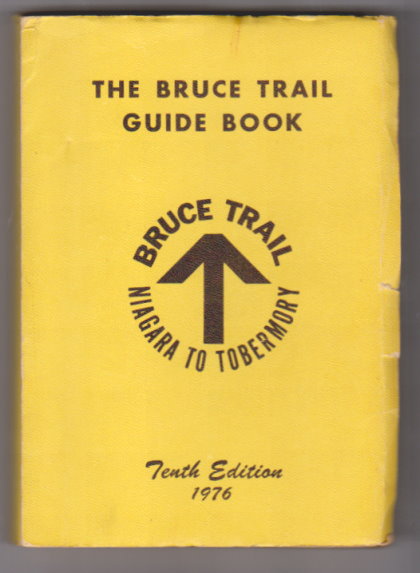 THE BRUCE TRAIL
GUIDE BOOK
BRUCE TRAIL
NIAGARA TO TOBERMORY
Tenth Edition
1976